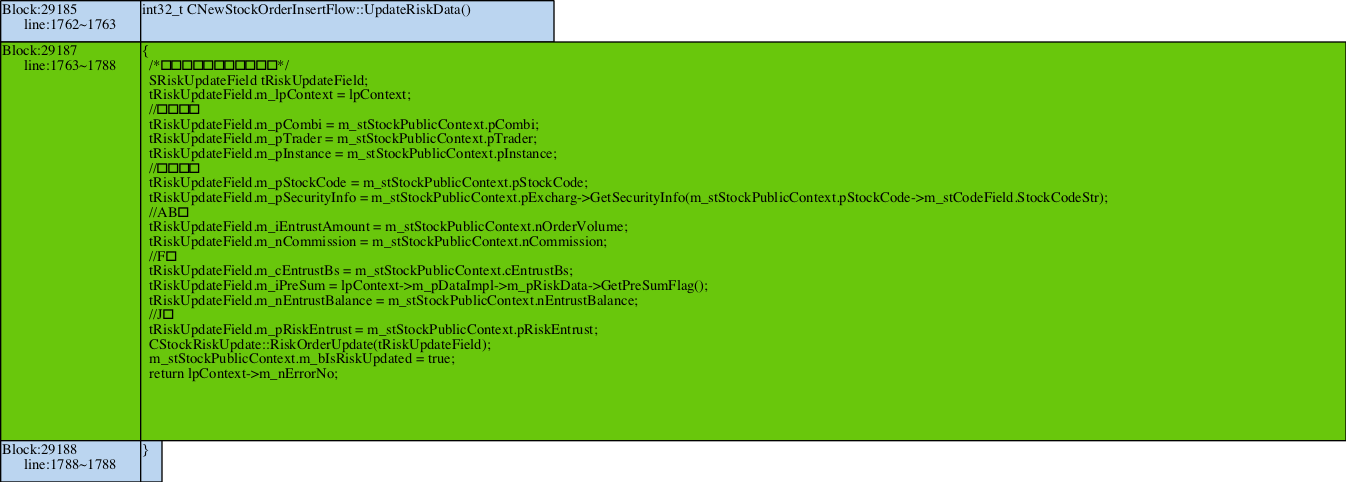 Block:29185
line:1762~1763
int32_t CNewStockOrderInsertFlow::UpdateRiskData()
Block:29187
line:1763~1788
{
/*□□□□□□□□□□□*/
SRiskUpdateField tRiskUpdateField;
tRiskUpdateField.m_lpContext = lpContext;
//□□□□
tRiskUpdateField.m_pCombi = m_stStockPublicContext.pCombi;
tRiskUpdateField.m_pTrader = m_stStockPublicContext.pTrader;
tRiskUpdateField.m_pInstance = m_stStockPublicContext.pInstance;
//□□□□
tRiskUpdateField.m_pStockCode = m_stStockPublicContext.pStockCode;
tRiskUpdateField.m_pSecurityInfo = m_stStockPublicContext.pExcharg->GetSecurityInfo(m_stStockPublicContext.pStockCode->m_stCodeField.StockCodeStr);
//AB□
tRiskUpdateField.m_iEntrustAmount = m_stStockPublicContext.nOrderVolume;
tRiskUpdateField.m_nCommission = m_stStockPublicContext.nCommission;
//F□
tRiskUpdateField.m_cEntrustBs = m_stStockPublicContext.cEntrustBs;
tRiskUpdateField.m_iPreSum = lpContext->m_pDataImpl->m_pRiskData->GetPreSumFlag();
tRiskUpdateField.m_nEntrustBalance = m_stStockPublicContext.nEntrustBalance;
//J□
tRiskUpdateField.m_pRiskEntrust = m_stStockPublicContext.pRiskEntrust;
CStockRiskUpdate::RiskOrderUpdate(tRiskUpdateField);
m_stStockPublicContext.m_bIsRiskUpdated = true;
return lpContext->m_nErrorNo;
Block:29188
line:1788~1788
}